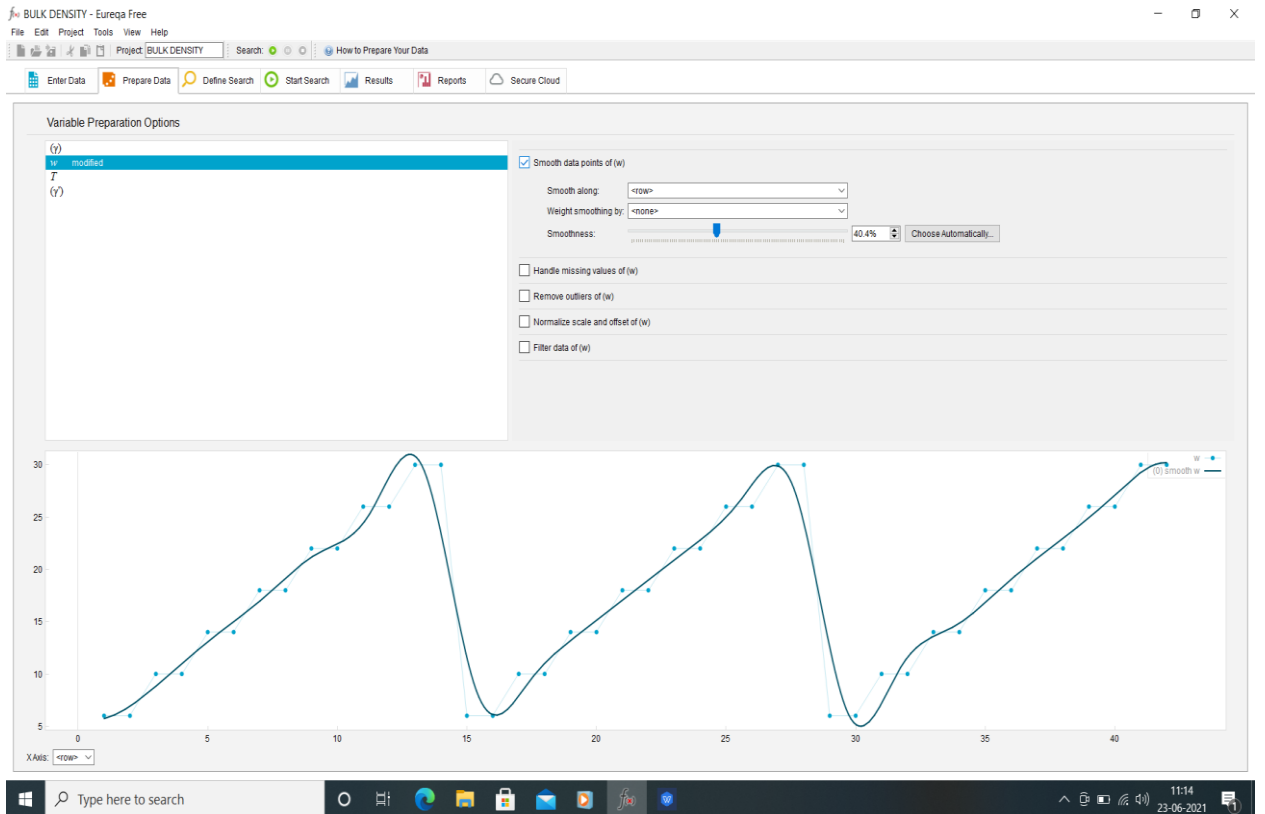 BULK DENSITY - Eureqa Free
File Edit Project Tools View Help
Project: BULK DENSITY Search: How to Prepare Your Data
Enter Data Prepare Data Define Search Start Search Results Reports Secure Cloud
Variable Preparation Options
(γ)
w modified
T
(γ')
Smooth data points of (w)
Smooth along: <row>
Weight smoothing by: <none>
Smoothness: 40.4% Choose Automatically...
Handle missing values of (w)
Remove outliers of (w)
Normalize scale and offset of (w)
Filter data of (w)
w
(0) smooth w
30
25
20
15
10
5
0 5 10 15 20 25 30 35 40
X Axis: <row>
Type here to search
11:14
23-06-2021
1